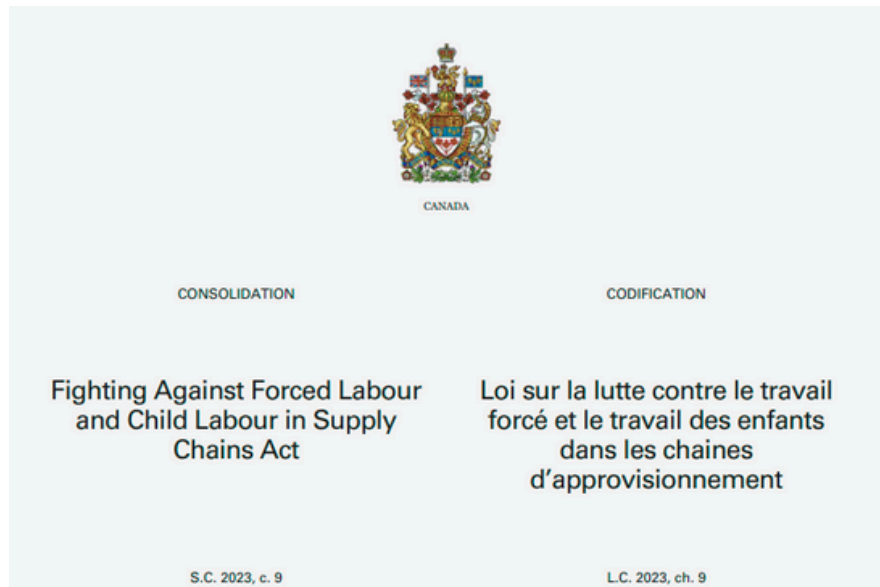 CANADA
CONSOLIDATION
CODIFICATION
Fighting Against Forced Labour
and Child Labour in Supply
Chains Act
Loi sur la lutte contre le travail
forcé et le travail des enfants
dans les chaines
d’approvisionnement
S.C. 2023, c. 9
L.C. 2023, ch. 9